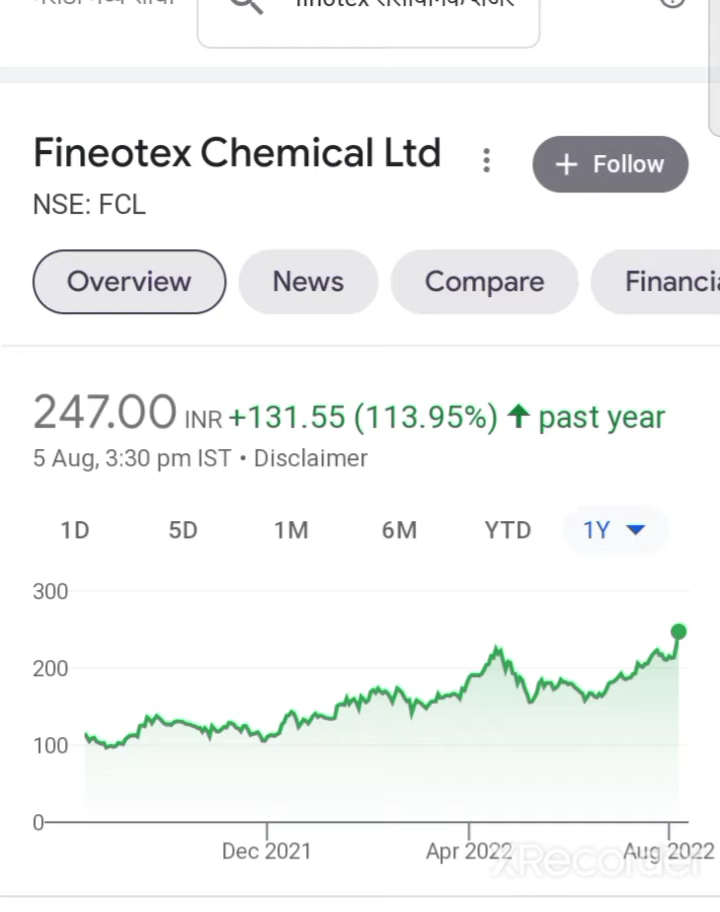 Fineotex Chemical Ltd
+ Follow
NSE: FCL
Overview
News
Compare
247.00 INR +131.55 (113.95%) ↑ past year
5 Aug, 3:30 pm IST • Disclaimer
1D 5D 1M 6M YTD 1Y
300
200
100
0
Dec 2021 Apr 2022 Aug 2022
XRecorder